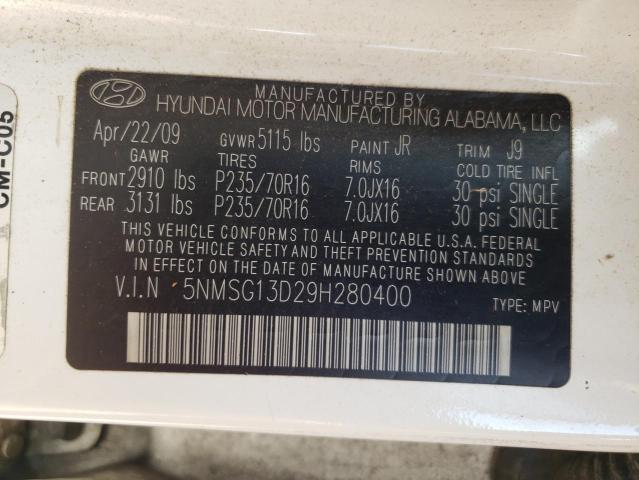 MANUFACTURED BY
HYUNDAI MOTOR MANUFACTURING ALABAMA, LLC
Apr/22/09 GVWR 5115 lbs PAINT JR TRIM J9
GAWR TIRES RIMS COLD TIRE INFL
FRONT 2910 lbs P235/70R16 7.0JX16 30 psi SINGLE
REAR 3131 lbs P235/70R16 7.0JX16 30 psi SINGLE
THIS VEHICLE CONFORMS TO ALL APPLICABLE U.S.A. FEDERAL
MOTOR VEHICLE SAFETY AND THEFT PREVENTION STANDARDS
IN EFFECT ON THE DATE OF MANUFACTURE SHOWN ABOVE
V.I.N 5NMSG13D29H280400 TYPE: MPV
CM-C05